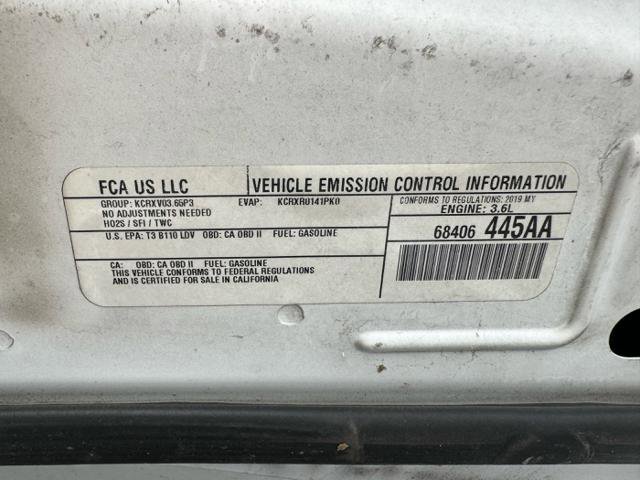 FCA US LLC
VEHICLE EMISSION CONTROL INFORMATION
GROUP: KCRXV03.65P3 EVAP: KCRXR0141PK0
NO ADJUSTMENTS NEEDED
HO2S / SFI / TWC
CONFORMS TO REGULATIONS: 2019 MY
ENGINE: 3.6L
U.S. EPA: T3 B110 LDV OBD: CA OBD II FUEL: GASOLINE
68406 445AA
CA: OBD: CA OBD II FUEL: GASOLINE
THIS VEHICLE CONFORMS TO FEDERAL REGULATIONS
AND IS CERTIFIED FOR SALE IN CALIFORNIA